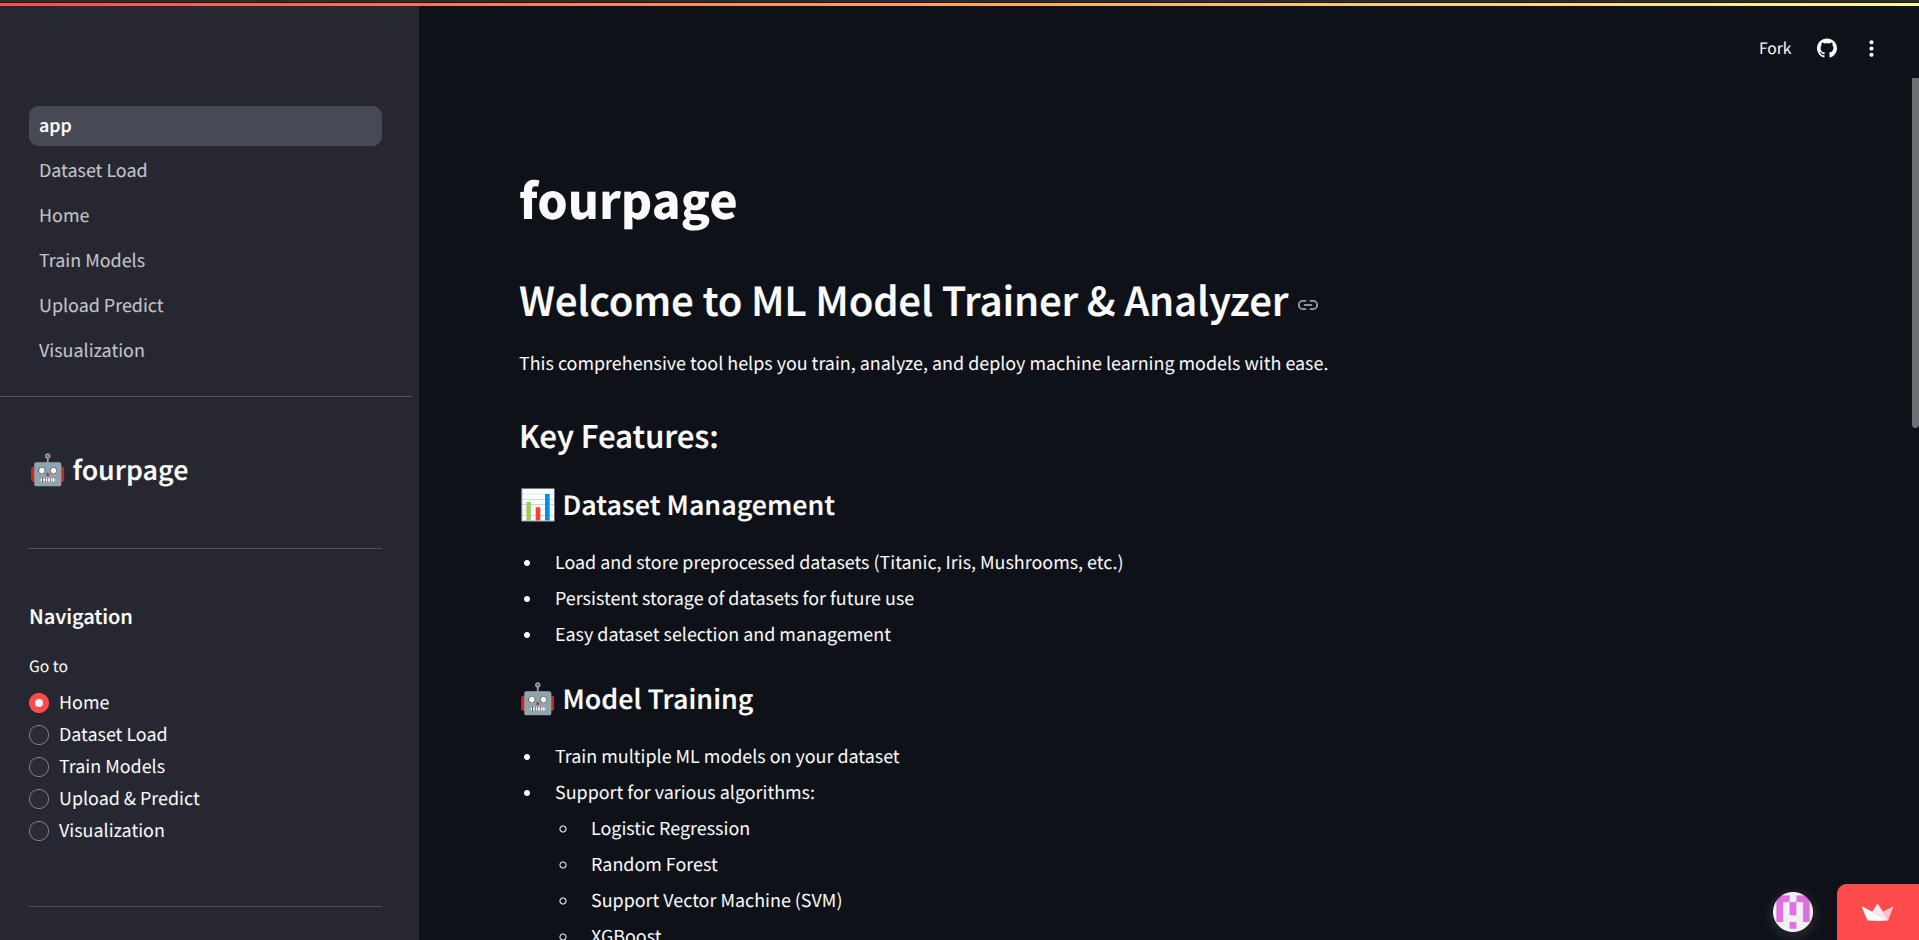 Fork
app
Dataset Load
Home
Train Models
Upload Predict
Visualization
🤖 fourpage
Navigation
Go to
Home
Dataset Load
Train Models
Upload & Predict
Visualization
fourpage
Welcome to ML Model Trainer & Analyzer
This comprehensive tool helps you train, analyze, and deploy machine learning models with ease.
Key Features:
📊 Dataset Management
• Load and store preprocessed datasets (Titanic, Iris, Mushrooms, etc.)
• Persistent storage of datasets for future use
• Easy dataset selection and management
🤖 Model Training
• Train multiple ML models on your dataset
• Support for various algorithms:
◦ Logistic Regression
◦ Random Forest
◦ Support Vector Machine (SVM)
◦ XGBoost